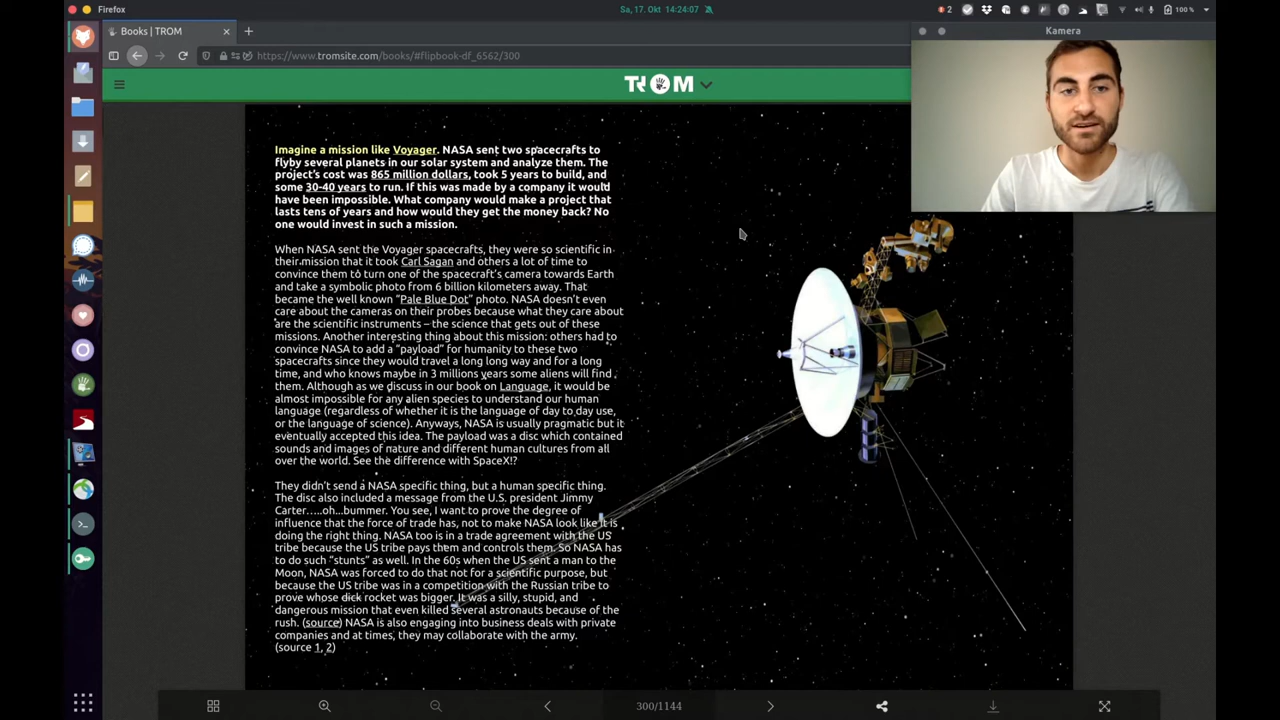 Firefox
Sa, 17. Okt 14:24:07
2
100 %
Books | TROM
https://www.tromsite.com/books/#flipbook-df_6562/300
Kamera
TROM
Imagine a mission like Voyager. NASA sent two spacecrafts to
flyby several planets in our solar system and analyze them. The
project's cost was 865 million dollars, took 5 years to build, and
some 30-40 years to run. If this was made by a company it would
have been impossible. What company would make a project that
lasts tens of years and how would they get the money back? No
one would invest in such a mission.
When NASA sent the Voyager spacecrafts, they were so scientific in
their mission that it took Carl Sagan and others a lot of time to
convince them to turn one of the spacecraft's camera towards Earth
and take a symbolic photo from 6 billion kilometers away. That
became the well known “Pale Blue Dot” photo. NASA doesn't even
care about the cameras on their probes because what they care about
are the scientific instruments – the science that gets out of these
missions. Another interesting thing about this mission: others had to
convince NASA to add a “payload” for humanity to these two
spacecrafts since they would travel a long long way and for a long
time, and who knows maybe in 3 millions years some aliens will find
them. Although as we discuss in our book on Language, it would be
almost impossible for any alien species to understand our human
language (regardless of whether it is the language of day to day use,
or the language of science). Anyways, NASA is usually pragmatic but it
eventually accepted this idea. The payload was a disc which contained
sounds and images of nature and different human cultures from all
over the world. See the difference with SpaceX!?
They didn't send a NASA specific thing, but a human specific thing.
The disc also included a message from the U.S. president Jimmy
Carter…..oh...bummer. You see, I want to prove the degree of
influence that the force of trade has, not to make NASA look like it is
doing the right thing. NASA too is in a trade agreement with the US
tribe because the US tribe pays them and controls them. So NASA has
to do such “stunts” as well. In the 60s when the US sent a man to the
Moon, NASA was forced to do that not for a scientific purpose, but
because the US tribe was in a competition with the Russian tribe to
prove whose dick rocket was bigger. It was a silly, stupid, and
dangerous mission that even killed several astronauts because of the
rush. (source) NASA is also engaging into business deals with private
companies and at times, they may collaborate with the army.
(source 1, 2)
300/1144